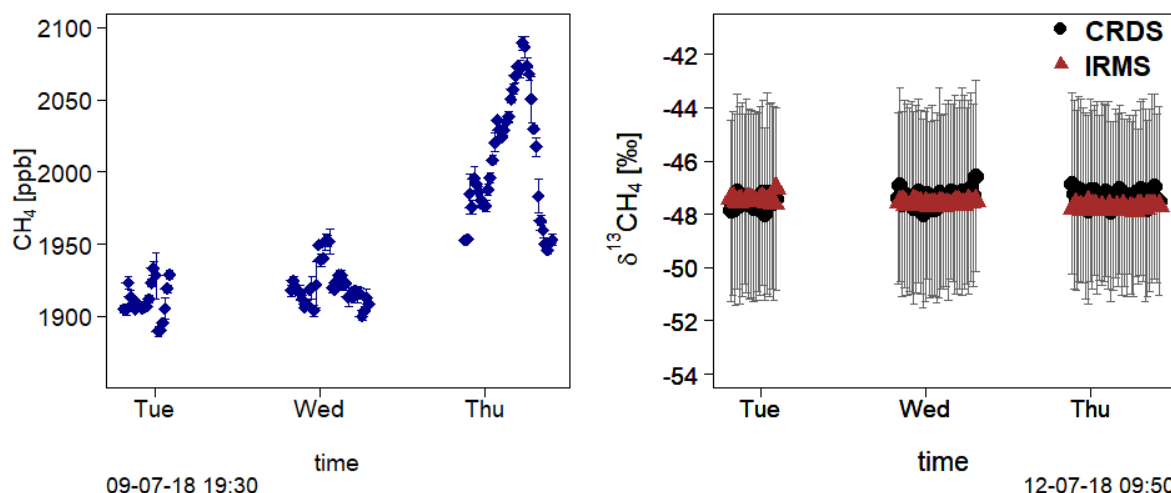 2100
2050
2000
1950
1900
CH₄ [ppb]
Tue Wed Thu
time
09-07-18 19:30
CRDS
IRMS
-42
-44
-46
-48
-50
-52
-54
δ¹³CH₄ [‰]
Tue Wed Thu
time
12-07-18 09:50